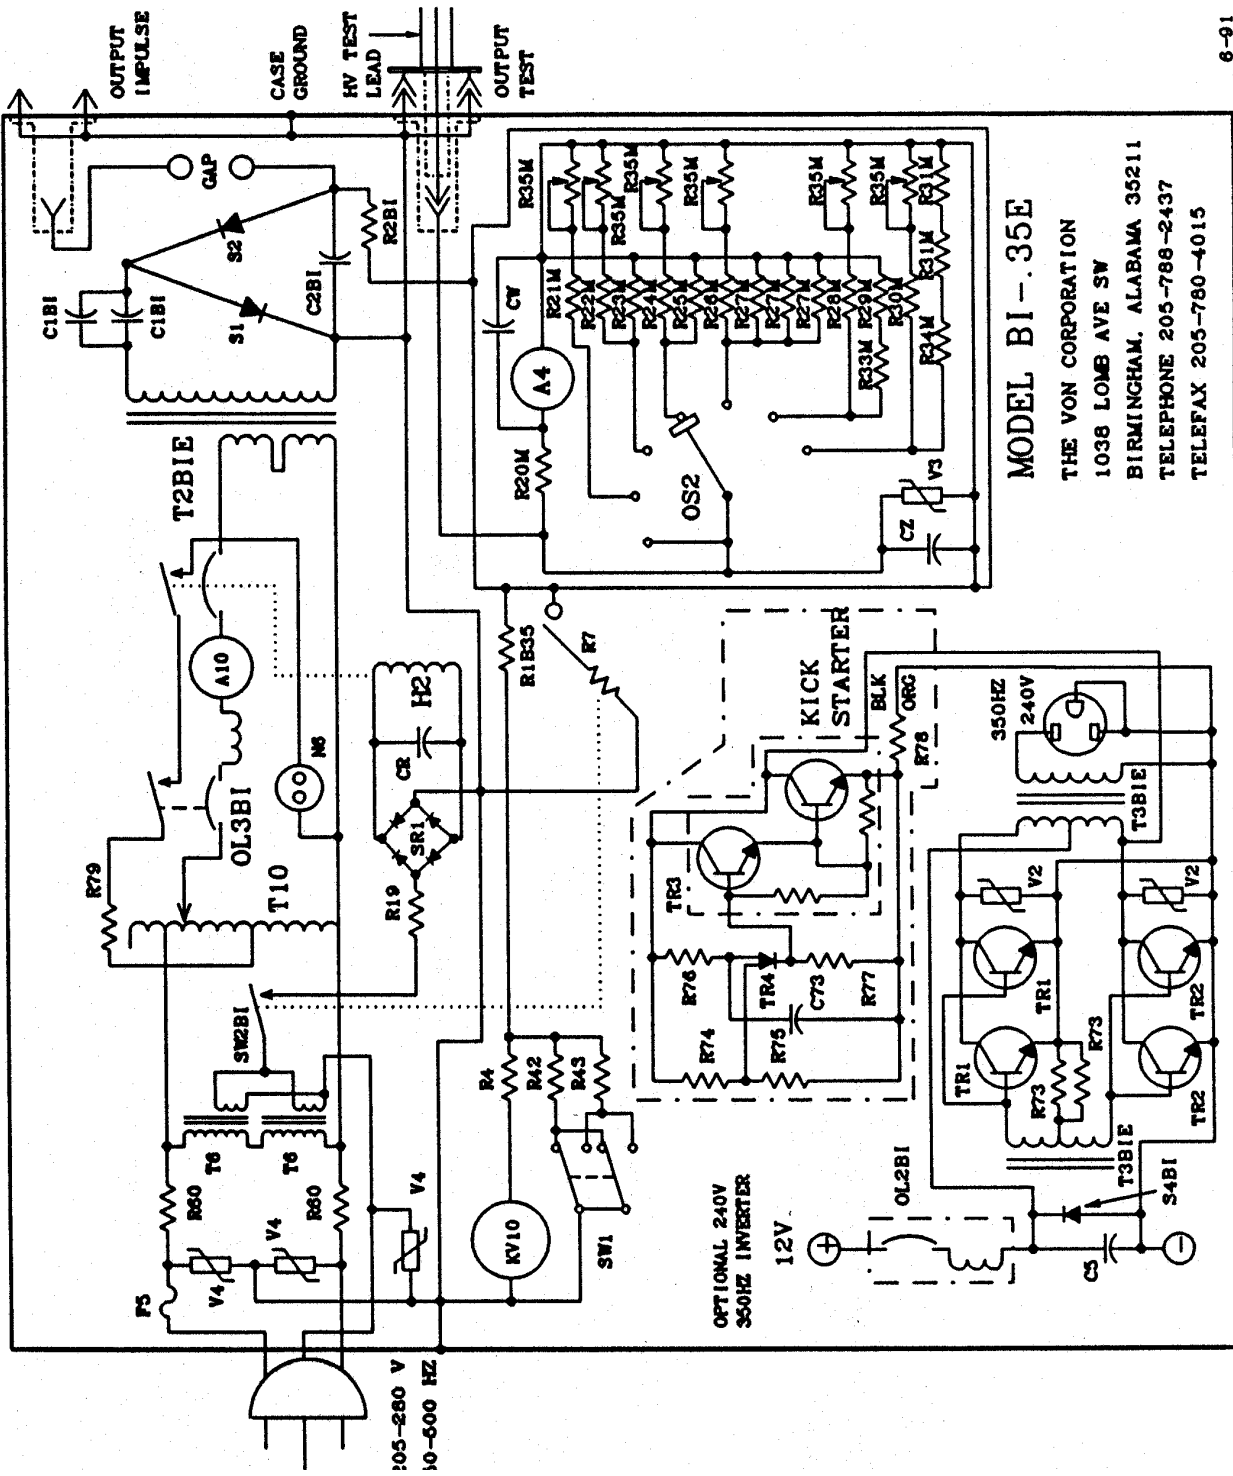 OUTPUT
IMPULSE
CASE
GROUND
HV TEST
LEAD
OUTPUT
TEST
6-91
GAP
R2BI
S2
C2BI
C1BI
C1BI
S1
T2BIE
A10
OL3BI
N6
R79
T10
H2
CR
SR1
R19
SW2BI
T6
T6
R60
R60
V4
V4
V4
F5
205-280 V
50-500 HZ
R35M
R35M
R35M
R35M
R35M
R35M
R31M
R31M
R21M
R22M
R23M
R24M
R25M
R26M
R27M
R27M
R27M
R28M
R29M
R30M
R33M
R34M
CW
A4
R20M
OS2
CZ
V3
R1B35
R7
R4
R42
R43
KV10
SW1
MODEL BI-.35E
THE VON CORPORATION
1038 LOMB AVE SW
BIRMINGHAM, ALABAMA 35211
TELEPHONE 205-788-2437
TELEFAX 205-780-4015
KICK
STARTER
BLK
ORG
R78
TR3
R76
TR4
C73
R77
R74
R75
350HZ
240V
T3BIE
V2
V2
TR1
TR1
TR2
TR2
R73
R73
T3BIE
S4BI
OL2BI
C5
12V
OPTIONAL 240V
350HZ INVERTER